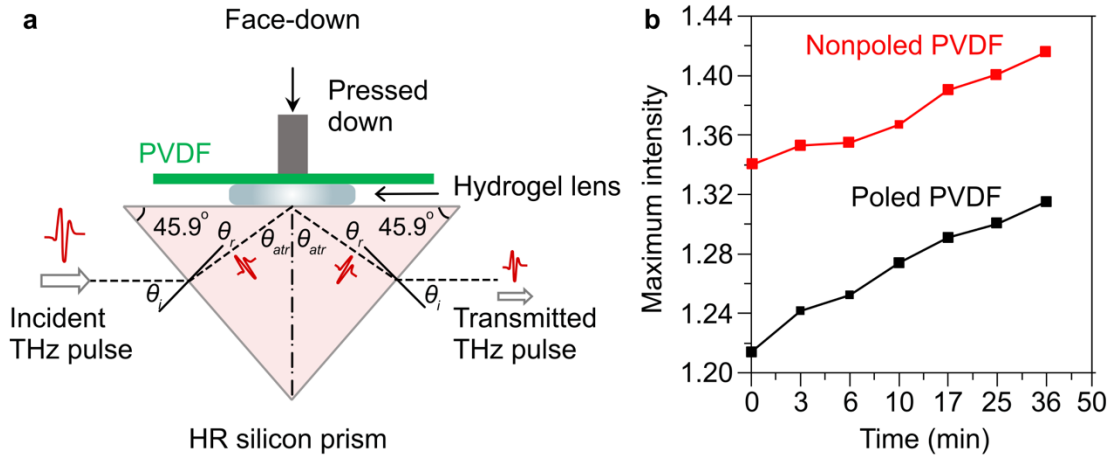 a
Face-down
Pressed
down
PVDF
Hydrogel lens
45.9°
45.9°
θr
θatr
θatr
θr
θi
θi
Incident
THz pulse
Transmitted
THz pulse
HR silicon prism
b
Maximum intensity
1.44
1.40
1.36
1.32
1.28
1.24
1.20
Nonpoled PVDF
Poled PVDF
0
3
6
10
17
25
36
50
Time (min)